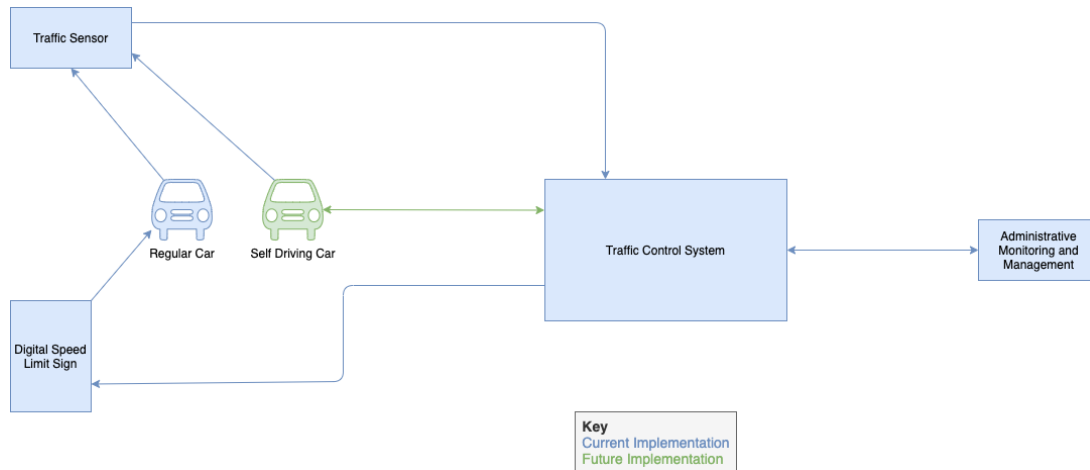 Traffic Sensor
Regular Car
Self Driving Car
Traffic Control System
Administrative
Monitoring and
Management
Digital Speed
Limit Sign
Key
Current Implementation
Future Implementation